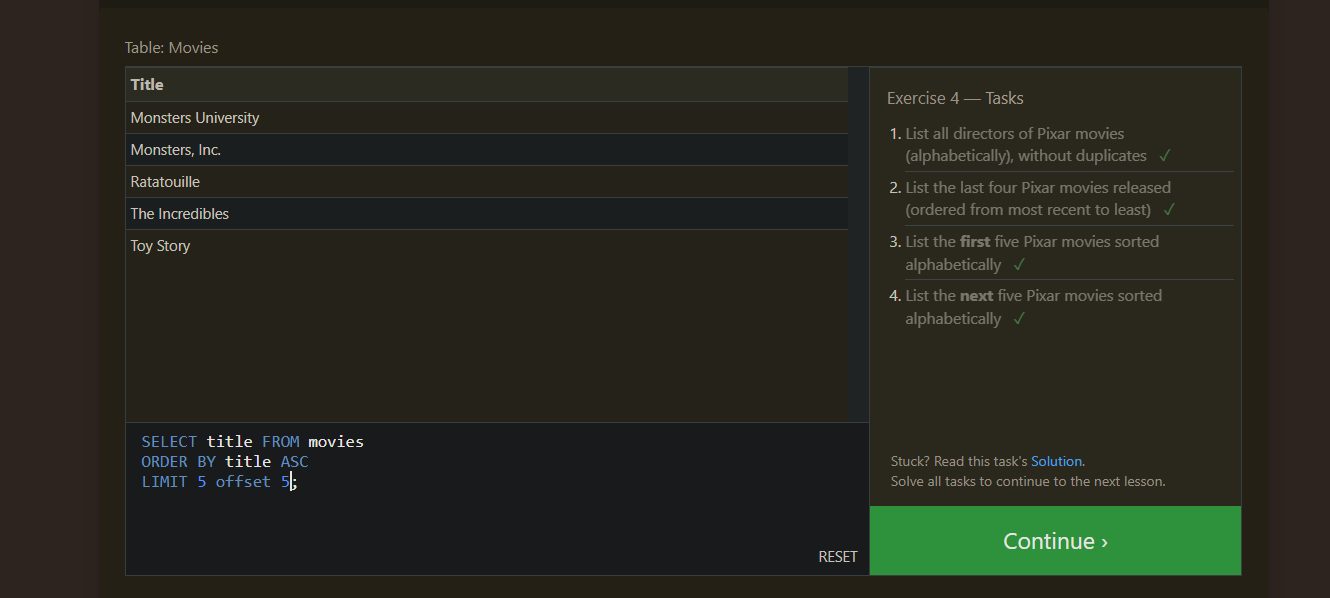 Table: Movies
Title
Monsters University
Monsters, Inc.
Ratatouille
The Incredibles
Toy Story
SELECT title FROM movies
ORDER BY title ASC
LIMIT 5 offset 5;
RESET
Exercise 4 — Tasks
1. List all directors of Pixar movies
(alphabetically), without duplicates ✓
2. List the last four Pixar movies released
(ordered from most recent to least) ✓
3. List the first five Pixar movies sorted
alphabetically ✓
4. List the next five Pixar movies sorted
alphabetically ✓
Stuck? Read this task's Solution.
Solve all tasks to continue to the next lesson.
Continue ›